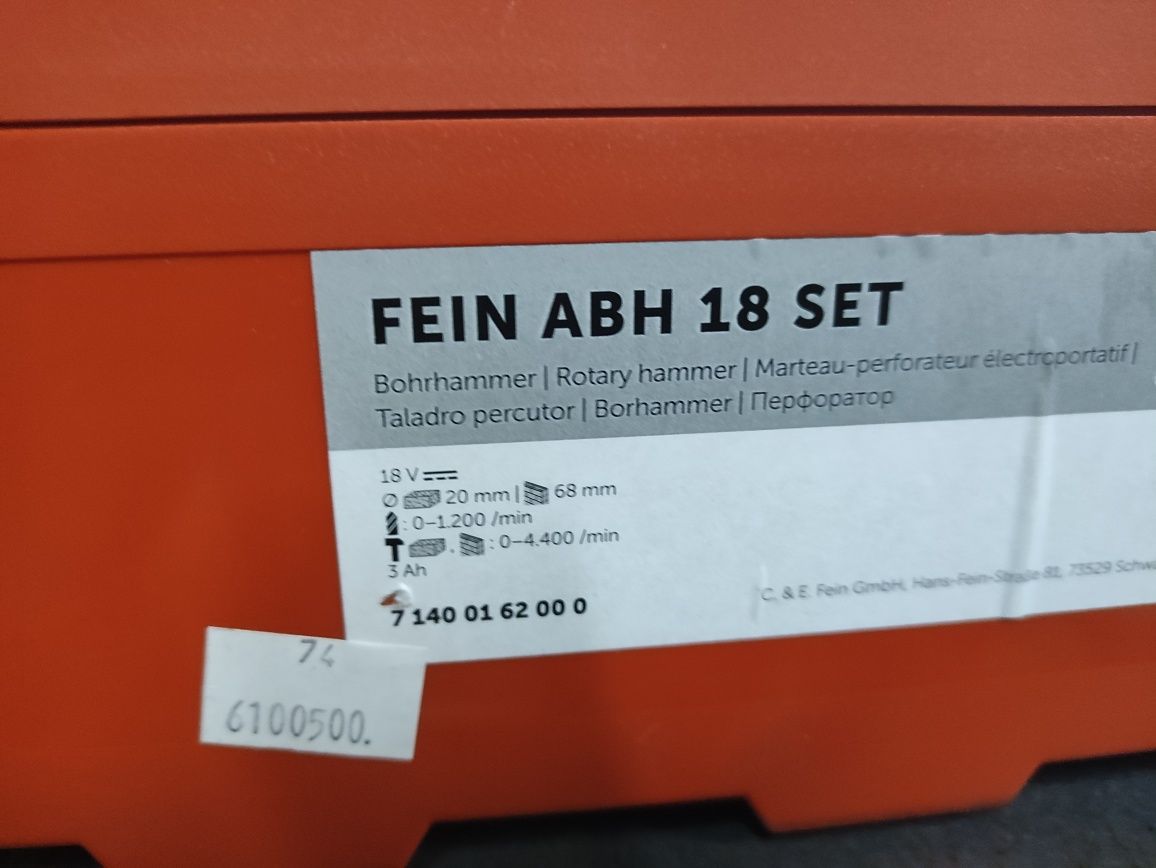 FEIN ABH 18 SET
Bohrhammer | Rotary hammer | Marteau-perforateur électroportatif |
Taladro percutor | Borhammer | Перфоратор
18 V
Ø 20 mm | 68 mm
: 0–1.200 /min
, : 0–4.400 /min
3 Ah
7 140 01 62 00 0
C. & E. Fein GmbH, Hans-Fein-Straße 81, 73529 Schwä
74
6100500.